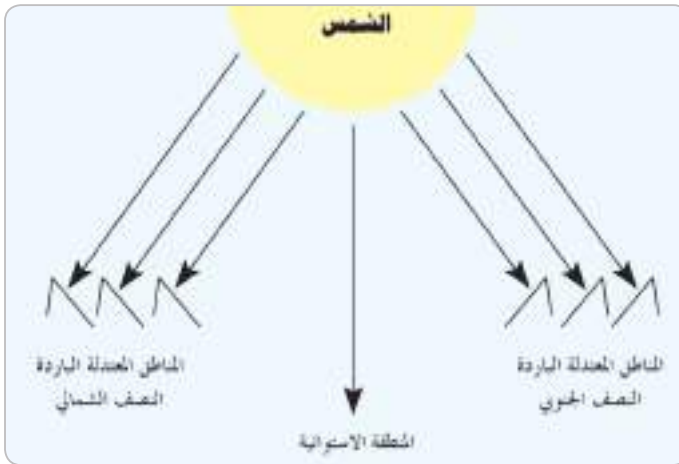 الشمس
المناطق المعتدلة الباردة
النصف الجنوبي
المناطق المعتدلة الباردة
النصف الشمالي
المنطقة الاستوائية